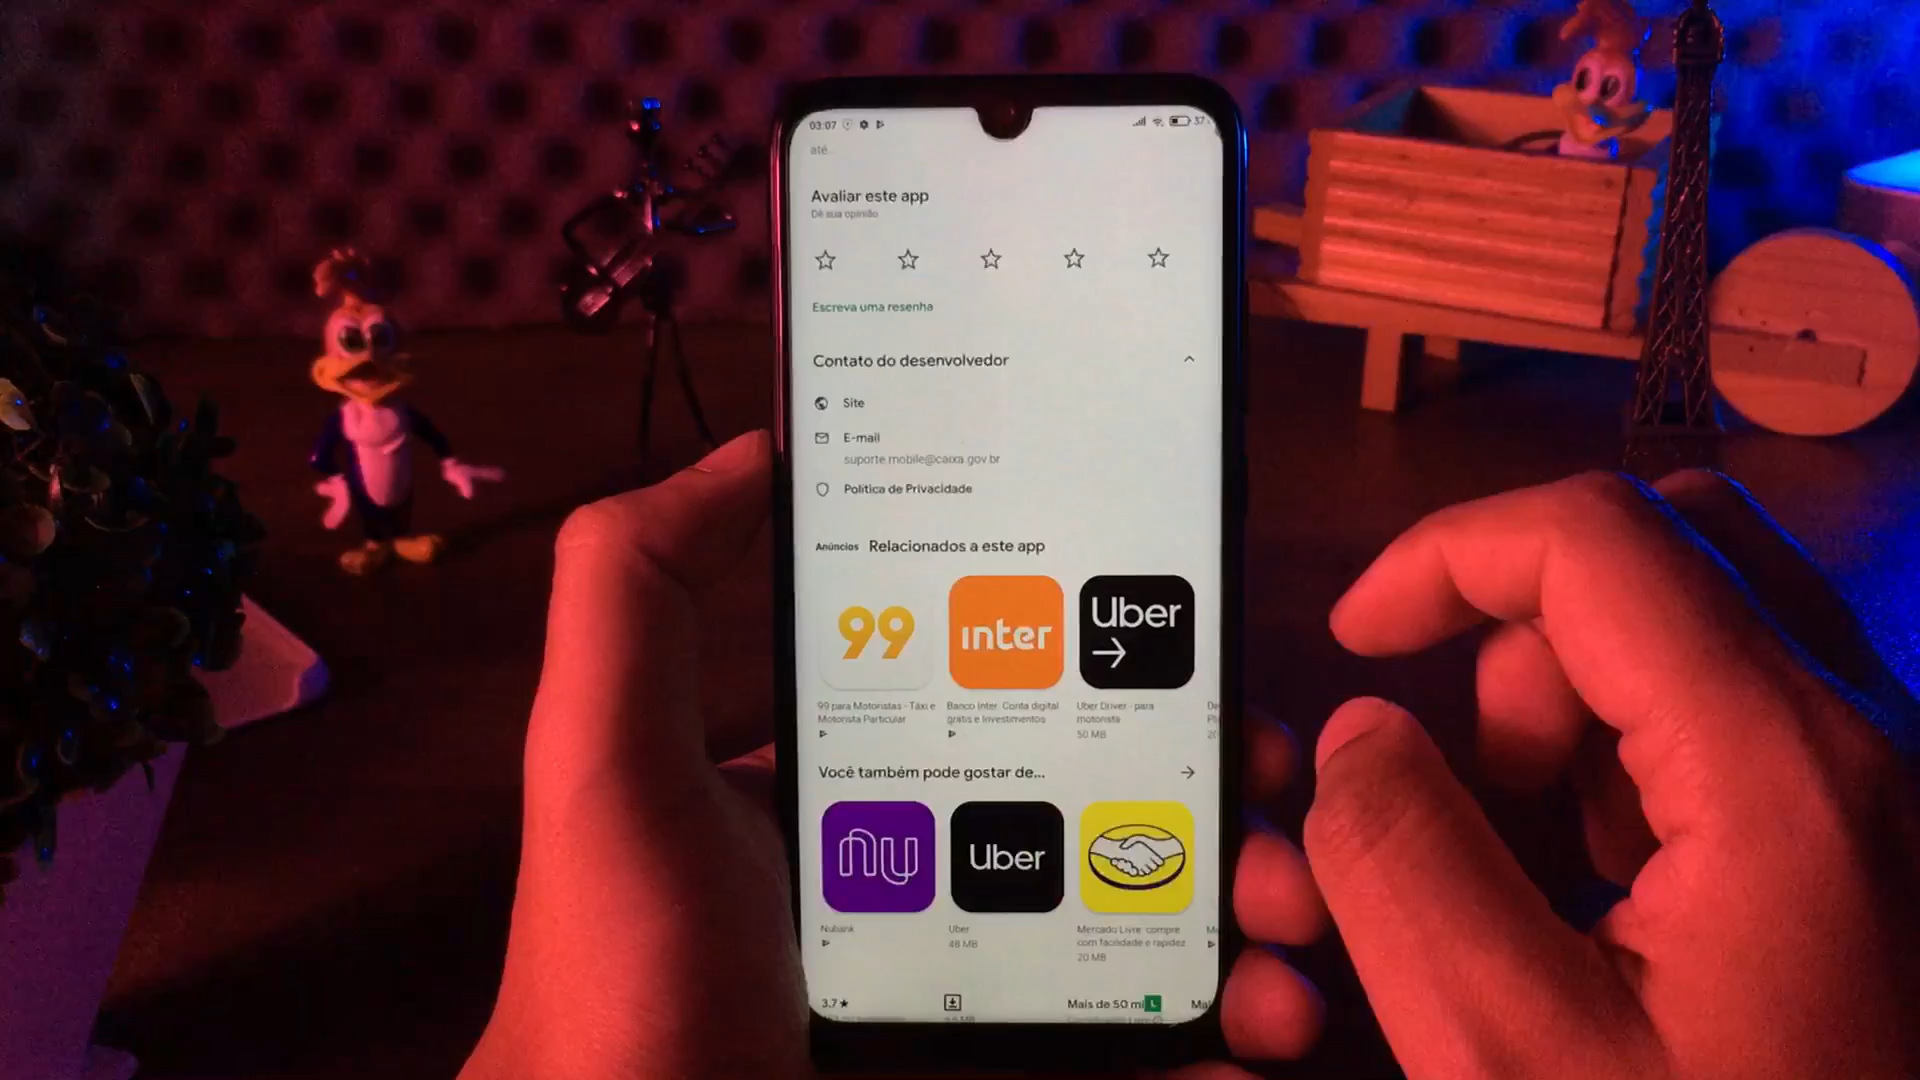 03:07
37
até
Avaliar este app
Dê sua opinião
Escreva uma resenha
Contato do desenvolvedor
Site
E-mail
suporte.mobile@caixa.gov.br
Política de Privacidade
Anúncios Relacionados a este app
99
inter
Uber
99 para Motoristas - Táxi e Motorista Particular
Banco Inter: Conta digital grátis e Investimentos
Uber Driver - para motorista
50 MB
Você também pode gostar de...
nu
Uber
Nubank
Uber
48 MB
Mercado Livre: compre com facilidade e rapidez
20 MB
3.7★
Mais de 50 mi
L